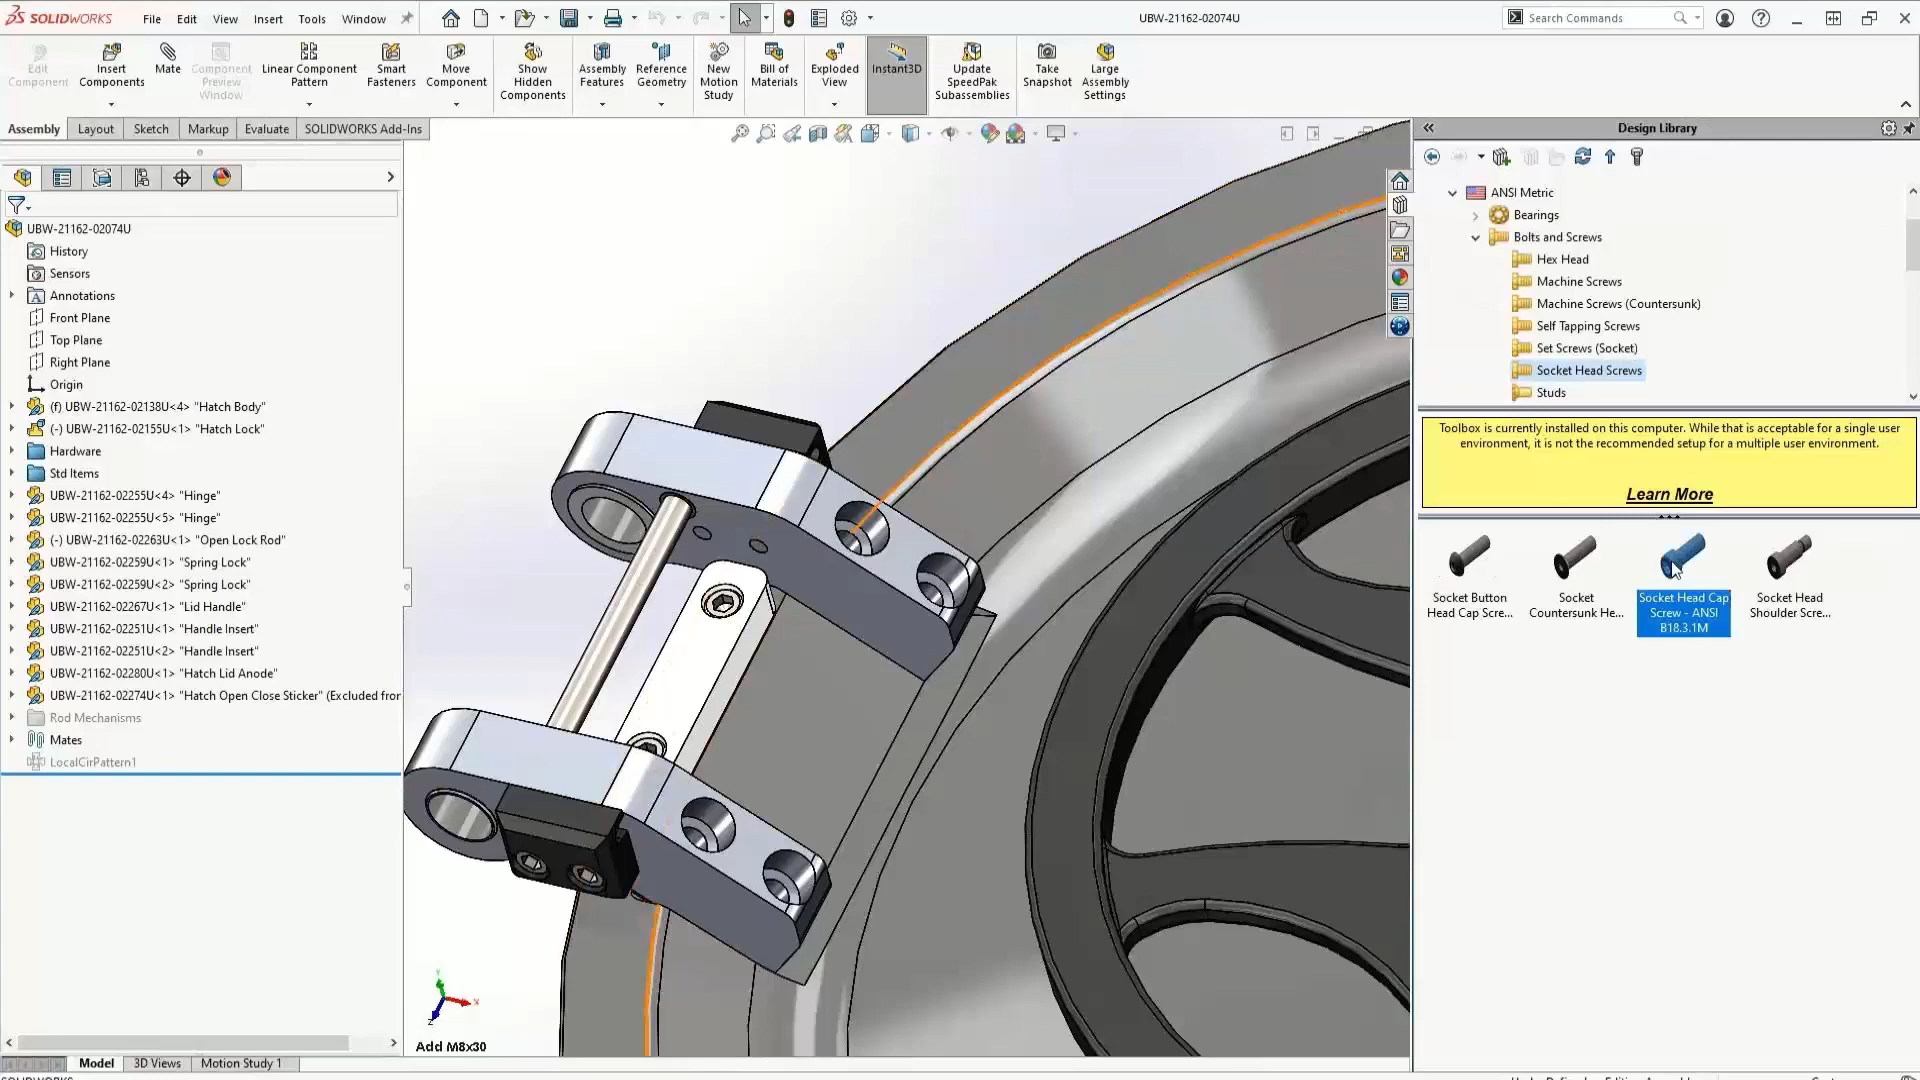 SOLIDWORKS
File Edit View Insert Tools Window
UBW-21162-02074U
Search Commands
Edit Component
Insert Components
Mate
Component Preview Window
Linear Component Pattern
Smart Fasteners
Move Component
Show Hidden Components
Assembly Features
Reference Geometry
New Motion Study
Bill of Materials
Exploded View
Instant3D
Update SpeedPak Subassemblies
Take Snapshot
Large Assembly Settings
Assembly Layout Sketch Markup Evaluate SOLIDWORKS Add-Ins
UBW-21162-02074U
History
Sensors
Annotations
Front Plane
Top Plane
Right Plane
Origin
(f) UBW-21162-02138U<4> "Hatch Body"
(-) UBW-21162-02155U<1> "Hatch Lock"
Hardware
Std Items
UBW-21162-02255U<4> "Hinge"
UBW-21162-02255U<5> "Hinge"
(-) UBW-21162-02263U<1> "Open Lock Rod"
UBW-21162-02259U<1> "Spring Lock"
UBW-21162-02259U<2> "Spring Lock"
UBW-21162-02267U<1> "Lid Handle"
UBW-21162-02251U<1> "Handle Insert"
UBW-21162-02251U<2> "Handle Insert"
UBW-21162-02280U<1> "Hatch Lid Anode"
UBW-21162-02274U<1> "Hatch Open Close Sticker" (Excluded fror
Rod Mechanisms
Mates
LocalCirPattern1
Y
X
Z
Add M8x30
Model 3D Views Motion Study 1
Design Library
ANSI Metric
Bearings
Bolts and Screws
Hex Head
Machine Screws
Machine Screws (Countersunk)
Self Tapping Screws
Set Screws (Socket)
Socket Head Screws
Studs
Toolbox is currently installed on this computer. While that is acceptable for a single user
environment, it is not the recommended setup for a multiple user environment.
Learn More
Socket Button
Head Cap Scre...
Socket
Countersunk He...
Socket Head Cap
Screw - ANSI
B18.3.1M
Socket Head
Shoulder Scre...